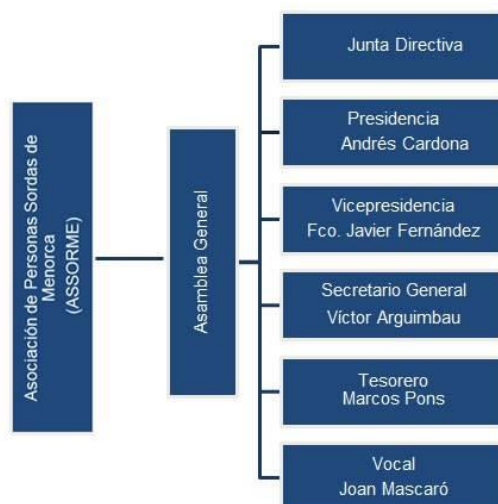 Asociación de Personas Sordas de
Menorca
(ASSORME)
Asamblea General
Junta Directiva
Presidencia
Andrés Cardona
Vicepresidencia
Fco. Javier Fernández
Secretario General
Víctor Arguimbau
Tesorero
Marcos Pons
Vocal
Joan Mascaró